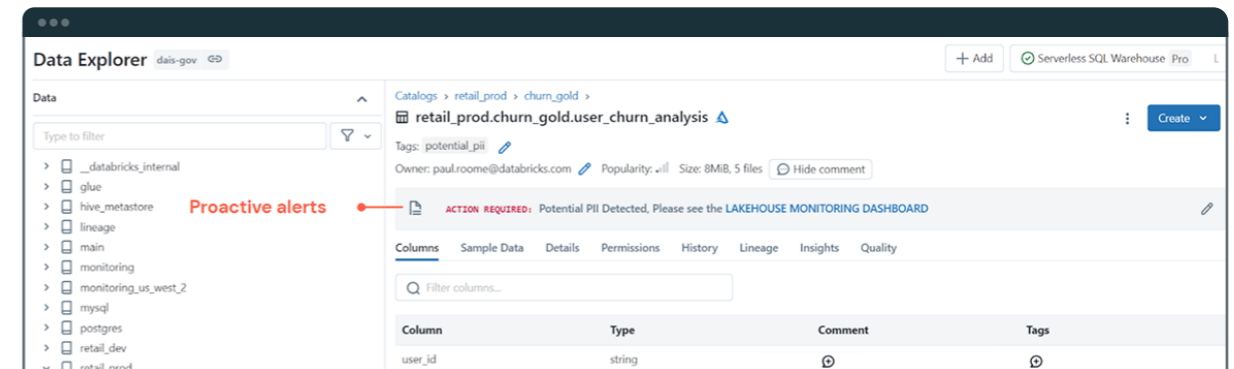 Data Explorer dais-gov
+ Add
Serverless SQL Warehouse Pro L
Data
Type to filter
__databricks_internal
glue
hive_metastore
lineage
main
monitoring
monitoring_us_west_2
mysql
postgres
retail_dev
retail_prod
Proactive alerts
Catalogs > retail_prod > churn_gold >
retail_prod.churn_gold.user_churn_analysis
Create
Tags: potential_pii
Owner: paul.roome@databricks.com Popularity: Size: 8MiB, 5 files Hide comment
ACTION REQUIRED: Potential PII Detected, Please see the LAKEHOUSE MONITORING DASHBOARD
Columns Sample Data Details Permissions History Lineage Insights Quality
Filter columns...
Column Type Comment Tags
user_id string